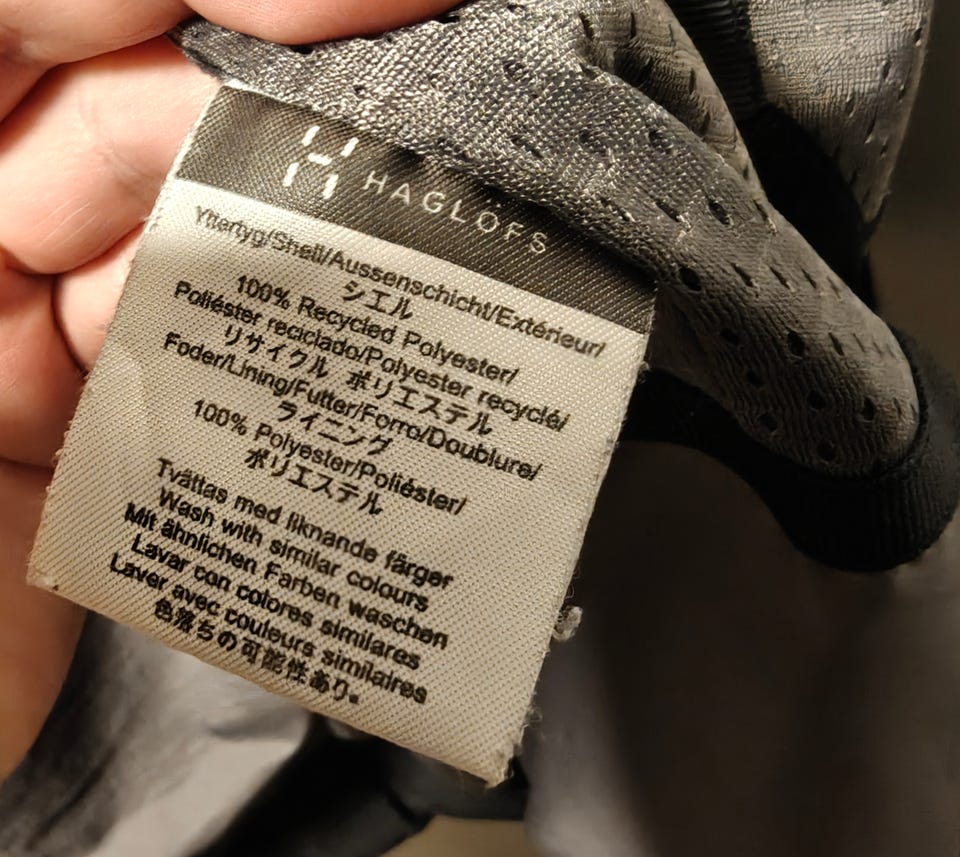 HAGLÖFS
Yttertyg/Shell/Aussenschicht/Extérieur/
シエル
100% Recycled Polyester/
Poliéster reciclado/Polyester recyclé/
リサイクル ポリエステル
Foder/Lining/Futter/Forro/Doublure/
ライニング
100% Polyester/Poliéster/
ポリエステル
Tvättas med liknande färger
Wash with similar colours
Mit ähnlichen Farben waschen
Lavar con colores similares
Laver avec couleurs similaires
色落ちの可能性あり。